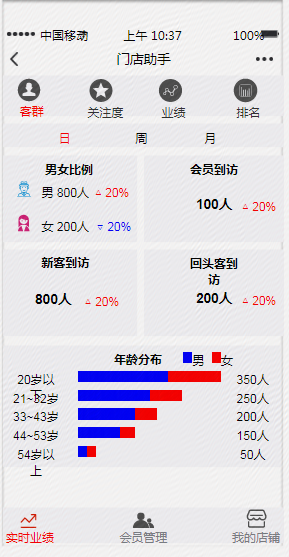 中国移动 上午 10:37 100%
门店助手
客群 关注度 业绩 排名
日 周 月
男女比例
男 800人 20%
女 200人 20%
会员到访
100人 20%
新客到访
800人 20%
回头客到
访
200人 20%
年龄分布 男 女
20岁以
下
350人
21~32岁 250人
33~43岁 200人
44~53岁 150人
54岁以
上
50人
实时业绩 会员管理 我的店铺